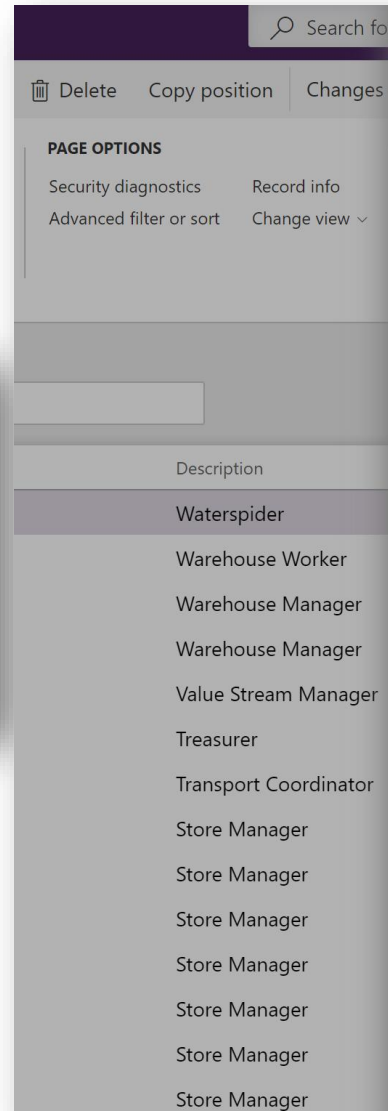 Search fo
Delete Copy position Changes
PAGE OPTIONS
Security diagnostics Record info
Advanced filter or sort Change view
Description
Waterspider
Warehouse Worker
Warehouse Manager
Warehouse Manager
Value Stream Manager
Treasurer
Transport Coordinator
Store Manager
Store Manager
Store Manager
Store Manager
Store Manager
Store Manager
Store Manager